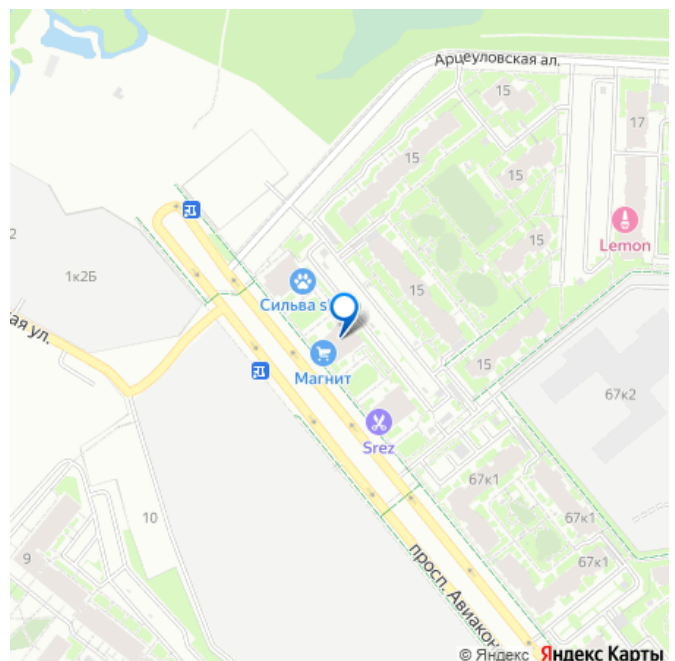 Арцеуловская ал.
15
17
15
15
15
Lemon
2
1к2Б
15
Сильва s
ая ул.
Магнит
15
67к2
Srez
67к1
10
67к1
9
67к1
просп. Авиакон
© Яндекс Яндекс Карты